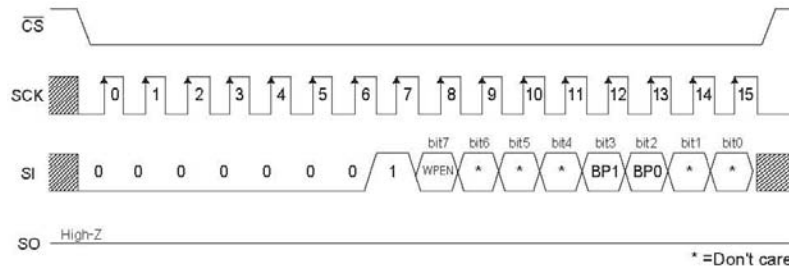 CS
SCK 0 1 2 3 4 5 6 7 8 9 10 11 12 13 14 15
bit7 bit6 bit5 bit4 bit3 bit2 bit1 bit0
SI 0 0 0 0 0 0 0 1 WPEN * * * BP1 BP0 * *
SO High-Z
* =Don't care